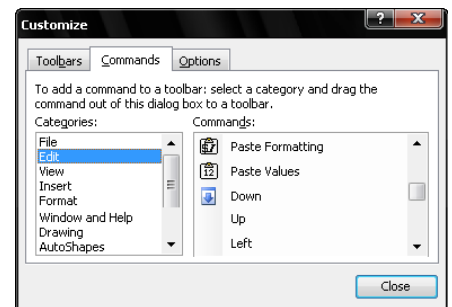 Customize
Toolbars Commands Options
To add a command to a toolbar: select a category and drag the
command out of this dialog box to a toolbar.
Categories: Commands:
File
Edit
View
Insert
Format
Window and Help
Drawing
AutoShapes
Paste Formatting
12 Paste Values
Down
Up
Left
Close